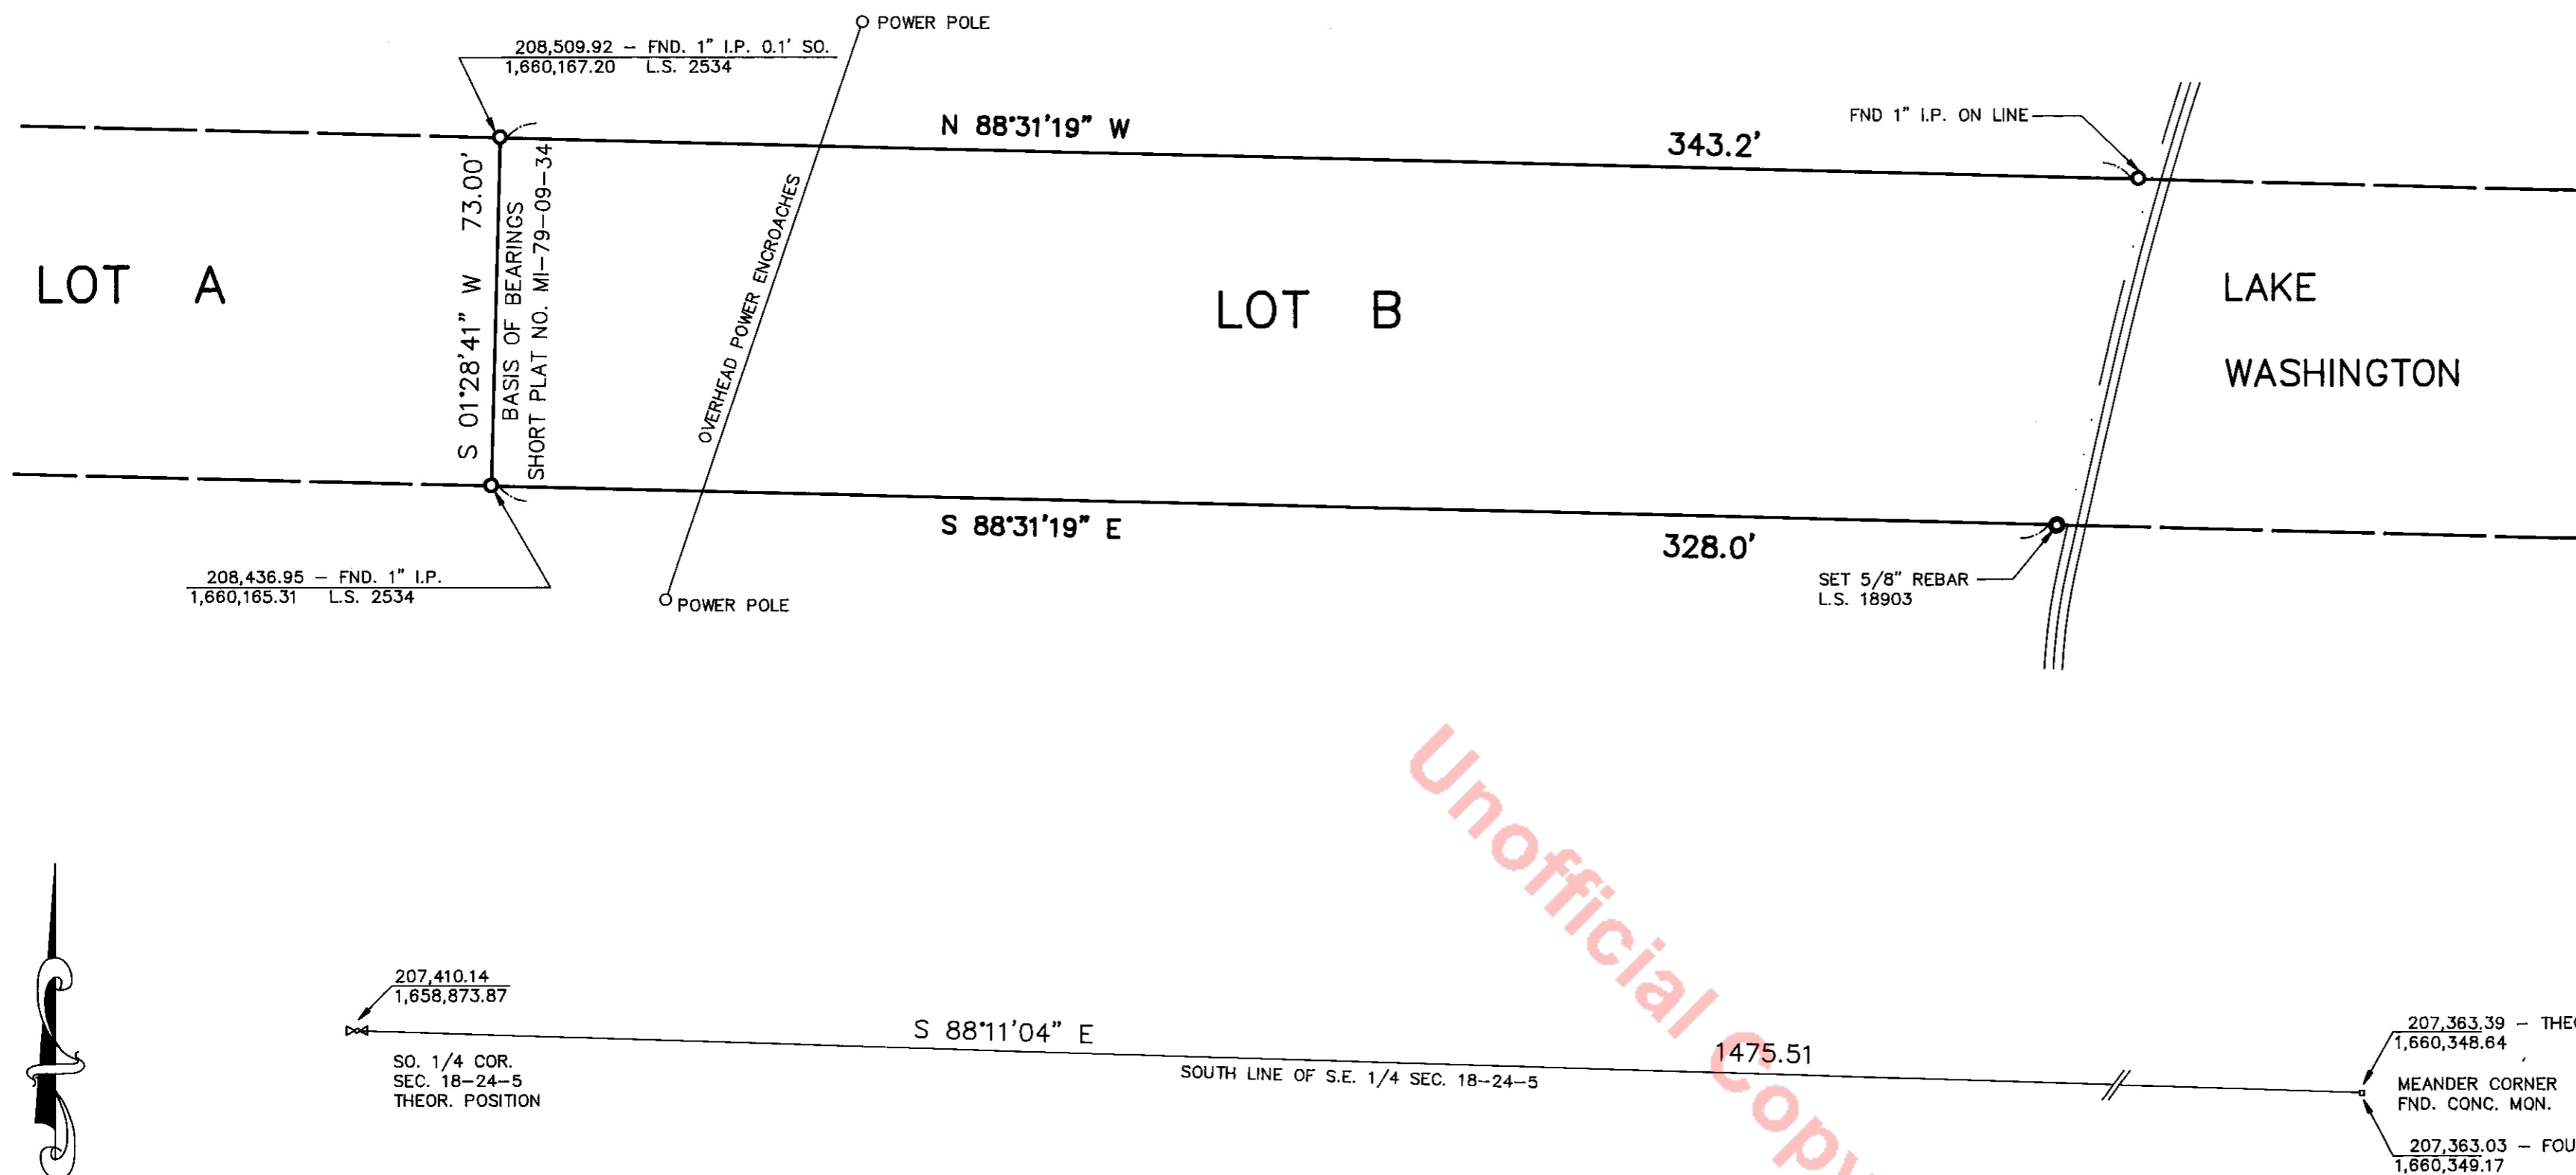 POWER POLE
208,509.92 – FND. 1" I.P. 0.1' SO.
1,660,167.20 L.S. 2534
FND 1" I.P. ON LINE
N 88°31'19" W
343.2'
S 01°28'41" W 73.00'
BASIS OF BEARINGS
SHORT PLAT NO. MI-79-09-34
OVERHEAD POWER ENCROACHES
LOT A
LOT B
LAKE
WASHINGTON
S 88°31'19" E
328.0'
208,436.95 – FND. 1" I.P.
1,660,165.31 L.S. 2534
POWER POLE
SET 5/8" REBAR
L.S. 18903
Unofficial Copy
207,410.14
1,658,873.87
S 88°11'04" E
1475.51
SO. 1/4 COR.
SEC. 18-24-5
THEOR. POSITION
SOUTH LINE OF S.E. 1/4 SEC. 18-24-5
207,363.39 – THEO
1,660,348.64
MEANDER CORNER
FND. CONC. MON.
207,363.03 – FOU
1,660,349.17